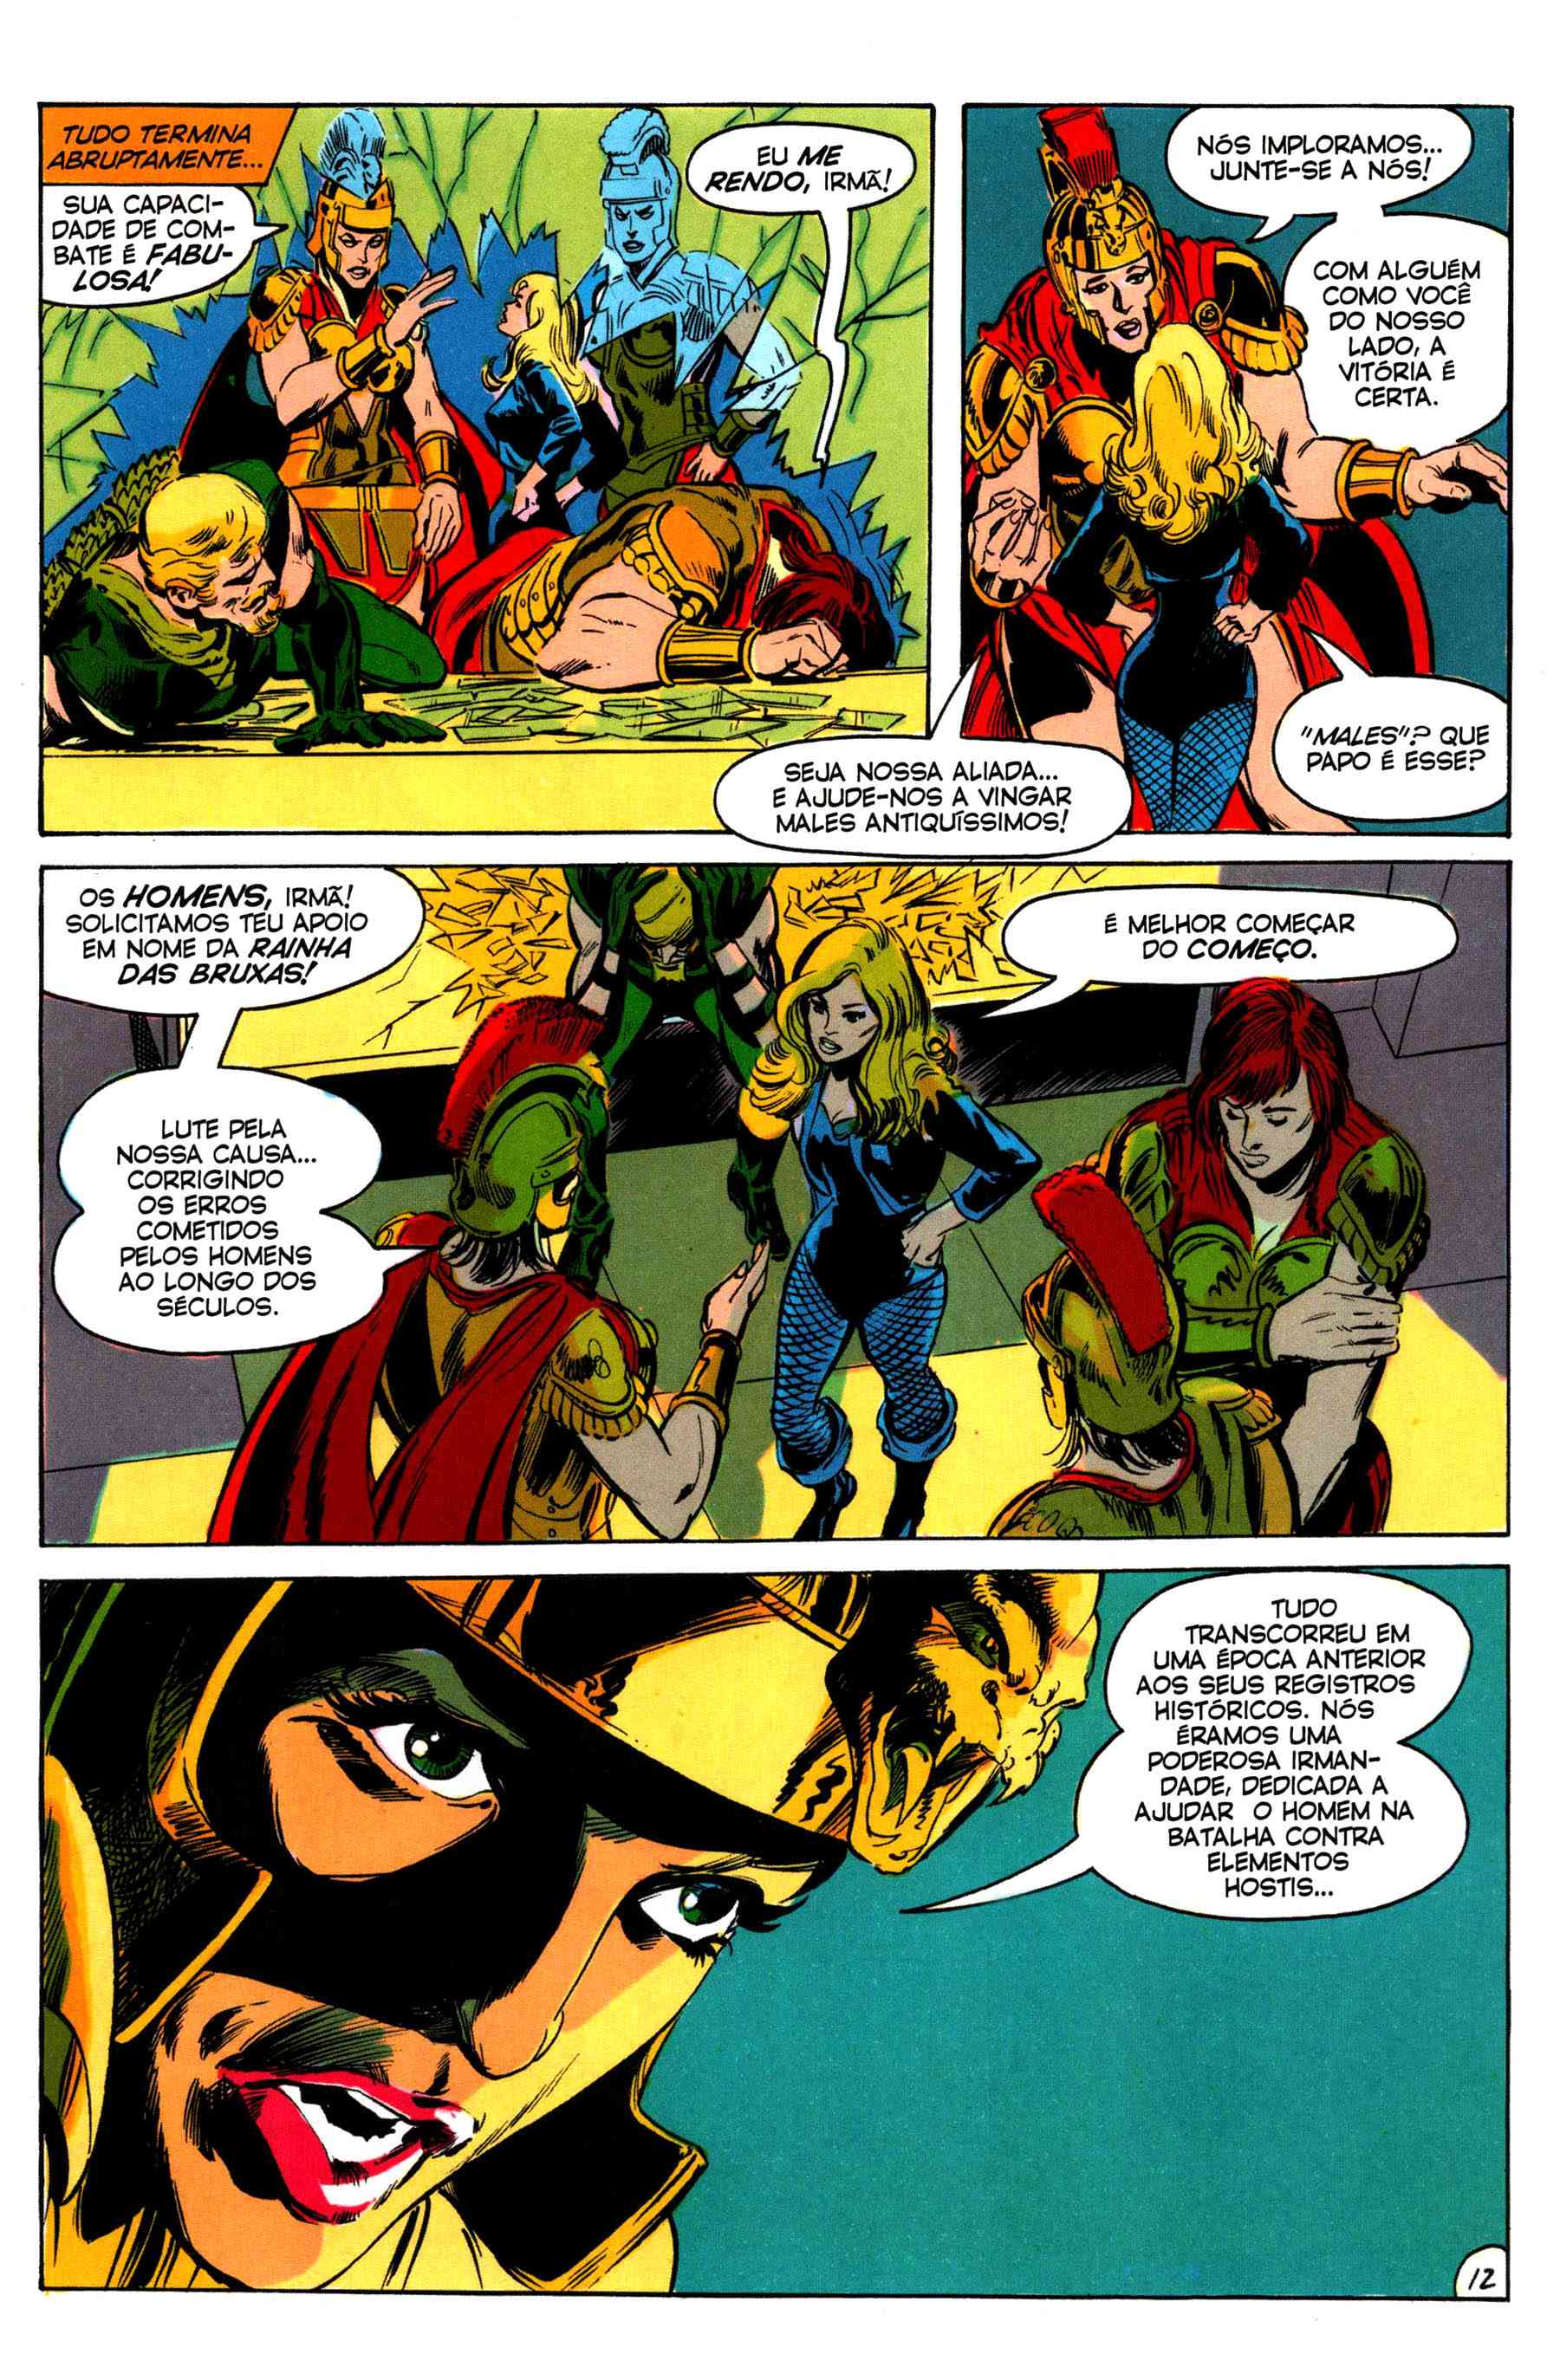 TUDO TERMINA
ABRUPTAMENTE...
SUA CAPACI-
DADE DE COM-
BATE É FABU-
LOSA!
EU ME
RENDO, IRMÃ!
NÓS IMPLORAMOS...
JUNTE-SE A NÓS!
COM ALGUÉM
COMO VOCÊ
DO NOSSO
LADO, A
VITÓRIA É
CERTA.
SEJA NOSSA ALIADA...
E AJUDE-NOS A VINGAR
MALES ANTIQUÍSSIMOS!
"MALES"? QUE
PAPO É ESSE?
OS HOMENS, IRMÃ!
SOLICITAMOS TEU APOIO
EM NOME DA RAINHA
DAS BRUXAS!
É MELHOR COMEÇAR
DO COMEÇO.
LUTE PELA
NOSSA CAUSA...
CORRIGINDO
OS ERROS
COMETIDOS
PELOS HOMENS
AO LONGO DOS
SÉCULOS.
TUDO
TRANSCORREU EM
UMA ÉPOCA ANTERIOR
AOS SEUS REGISTROS
HISTÓRICOS. NÓS
ÉRAMOS UMA
PODEROSA IRMAN-
DADE, DEDICADA A
AJUDAR O HOMEM NA
BATALHA CONTRA
ELEMENTOS
HOSTIS...
12